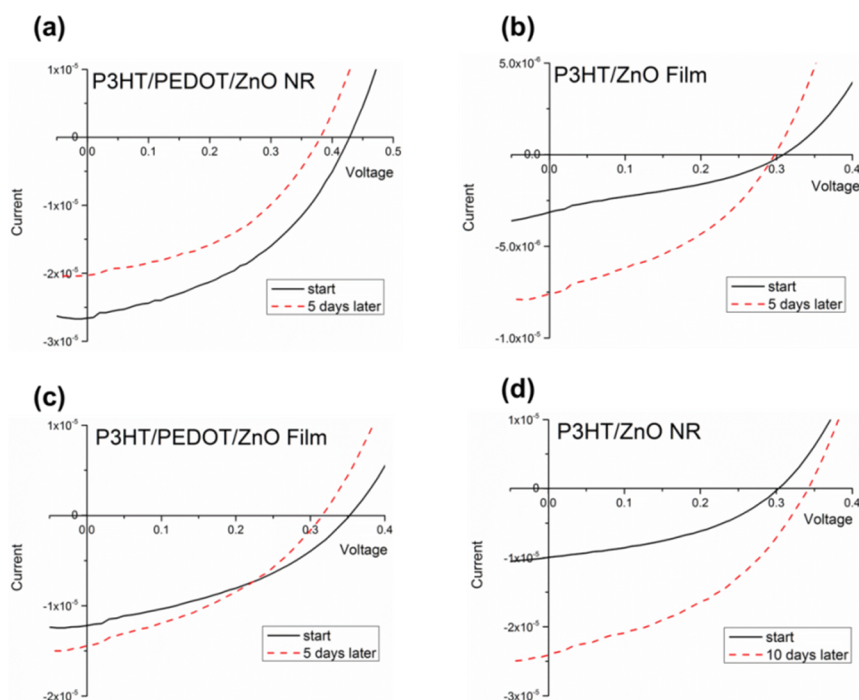 (a)
P3HT/PEDOT/ZnO NR
1x10⁻⁵
0
-1x10⁻⁵
-2x10⁻⁵
-3x10⁻⁵
0.0 0.1 0.2 0.3 0.4 0.5
Voltage
Current
start
5 days later
(b)
P3HT/ZnO Film
5.0x10⁻⁶
0.0
-5.0x10⁻⁶
-1.0x10⁻⁵
0.0 0.1 0.2 0.3 0.4
Voltage
Current
start
5 days later
(c)
P3HT/PEDOT/ZnO Film
1x10⁻⁵
0
-1x10⁻⁵
-2x10⁻⁵
0.0 0.1 0.2 0.3 0.4
Voltage
Current
start
5 days later
(d)
P3HT/ZnO NR
1x10⁻⁵
0
-1x10⁻⁵
-2x10⁻⁵
-3x10⁻⁵
0.0 0.1 0.2 0.3 0.4
Voltage
Current
start
10 days later